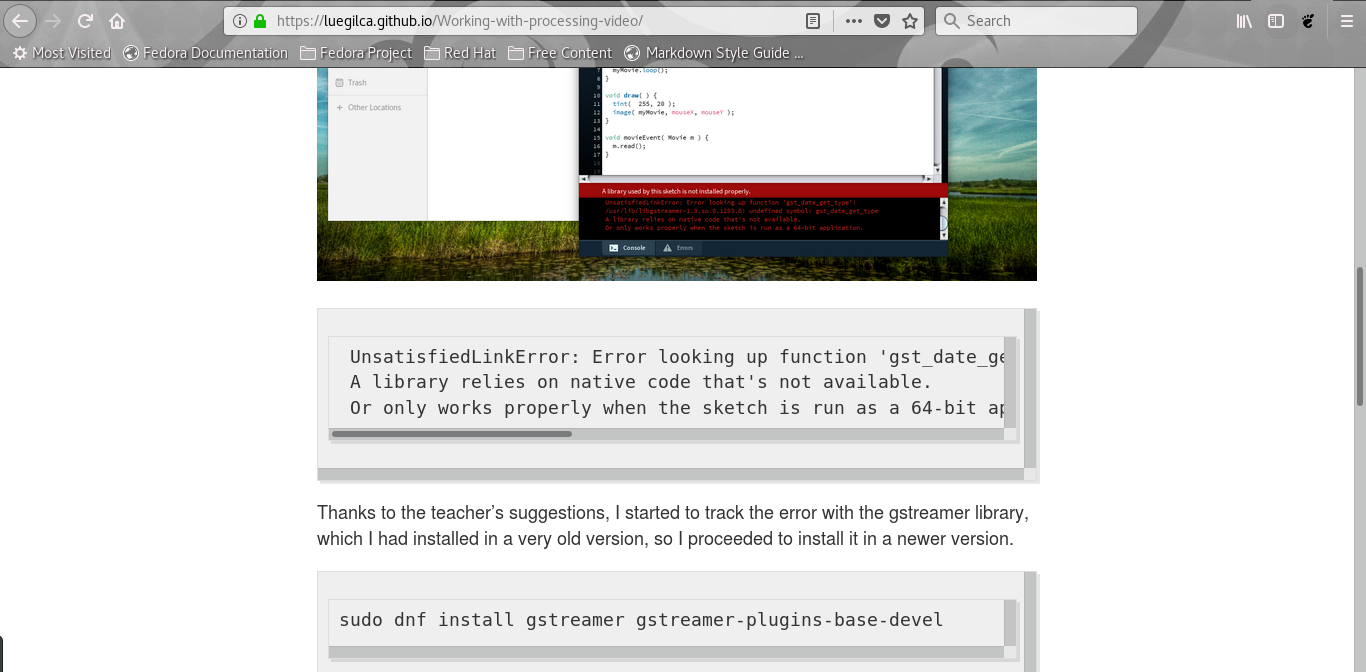 https://luegilca.github.io/Working-with-processing-video/
Search
Most Visited
Fedora Documentation
Fedora Project
Red Hat
Free Content
Markdown Style Guide ...
Trash
Other Locations
7 myMovie.loop();
8 }
9
10 void draw( ) {
11 tint( 255, 20 );
12 image( myMovie, mouseX, mouseY );
13 }
14
15 void movieEvent( Movie m ) {
16 m.read();
17 }
18
A library used by this sketch is not installed properly.
UnsatisfiedLinkError: Error looking up function 'gst_date_get_type':
/usr/lib/libgstreamer-1.0.so.0.1203.0: undefined symbol: gst_date_get_type
A library relies on native code that's not available.
Or only works properly when the sketch is run as a 64-bit application.
Console
Errors
UnsatisfiedLinkError: Error looking up function 'gst_date_ge
A library relies on native code that's not available.
Or only works properly when the sketch is run as a 64-bit ap
Thanks to the teacher’s suggestions, I started to track the error with the gstreamer library,
which I had installed in a very old version, so I proceeded to install it in a newer version.
sudo dnf install gstreamer gstreamer-plugins-base-devel